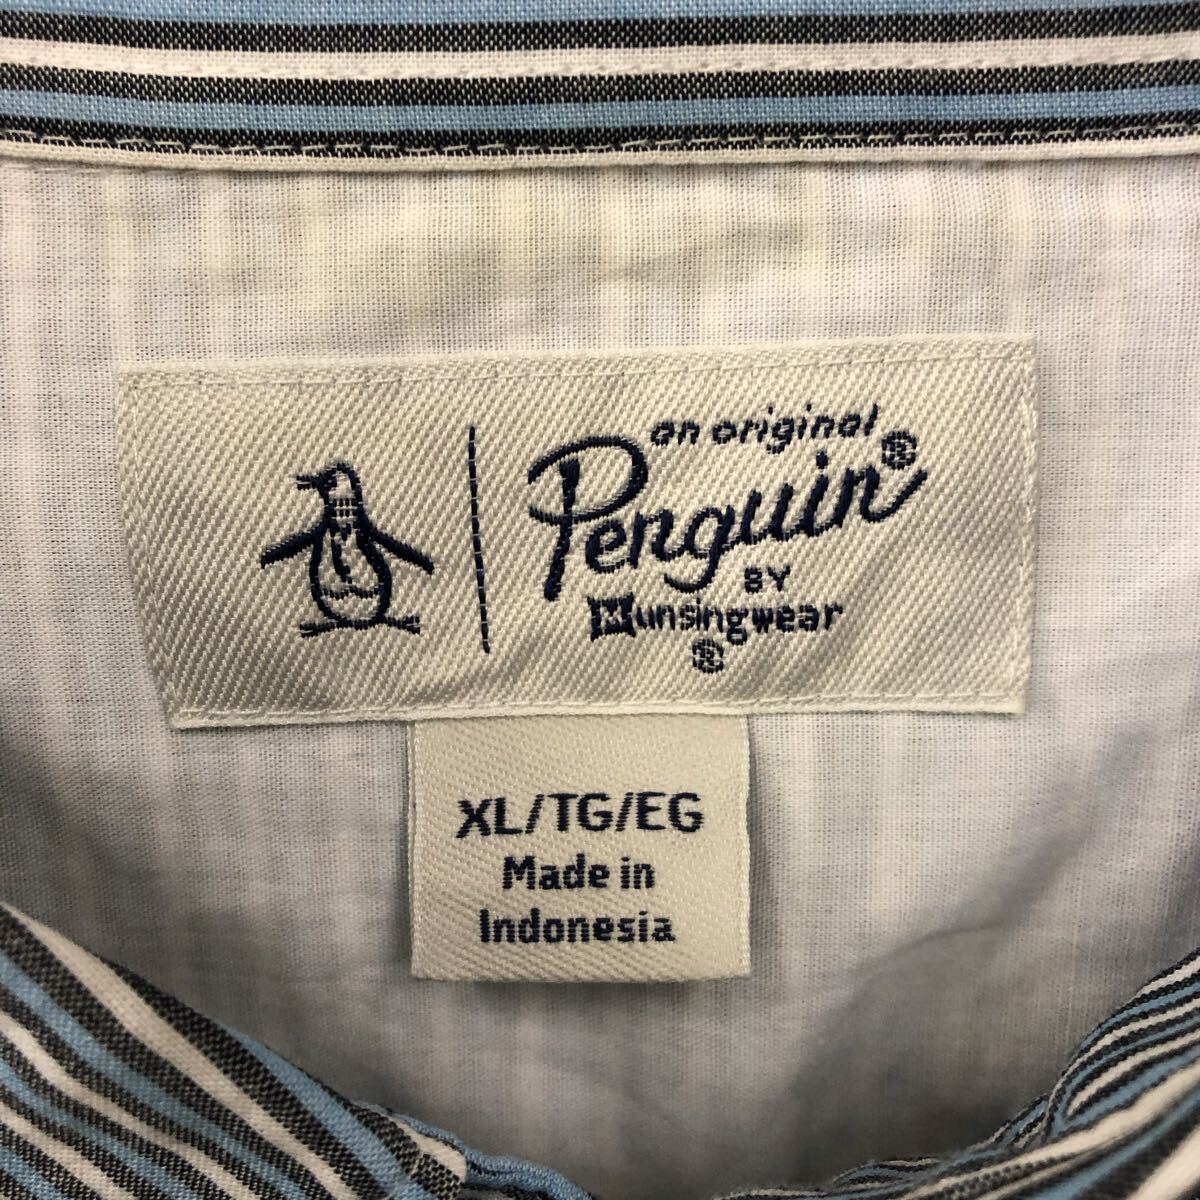 an original
Penguin®
BY
Munsingwear
®
XL/TG/EG
Made in
Indonesia